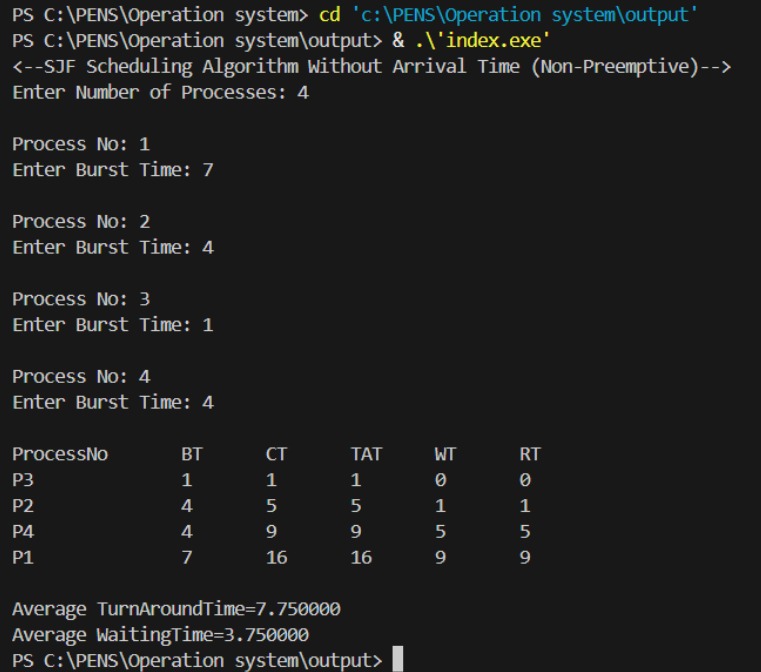 PS C:\PENS\Operation system> cd 'c:\PENS\Operation system\output'
PS C:\PENS\Operation system\output> & .\'index.exe'
<--SJF Scheduling Algorithm Without Arrival Time (Non-Preemptive)-->
Enter Number of Processes: 4
Process No: 1
Enter Burst Time: 7
Process No: 2
Enter Burst Time: 4
Process No: 3
Enter Burst Time: 1
Process No: 4
Enter Burst Time: 4
ProcessNo BT CT TAT WT RT
P3 1 1 1 0 0
P2 4 5 5 1 1
P4 4 9 9 5 5
P1 7 16 16 9 9
Average TurnAroundTime=7.750000
Average WaitingTime=3.750000
PS C:\PENS\Operation system\output>